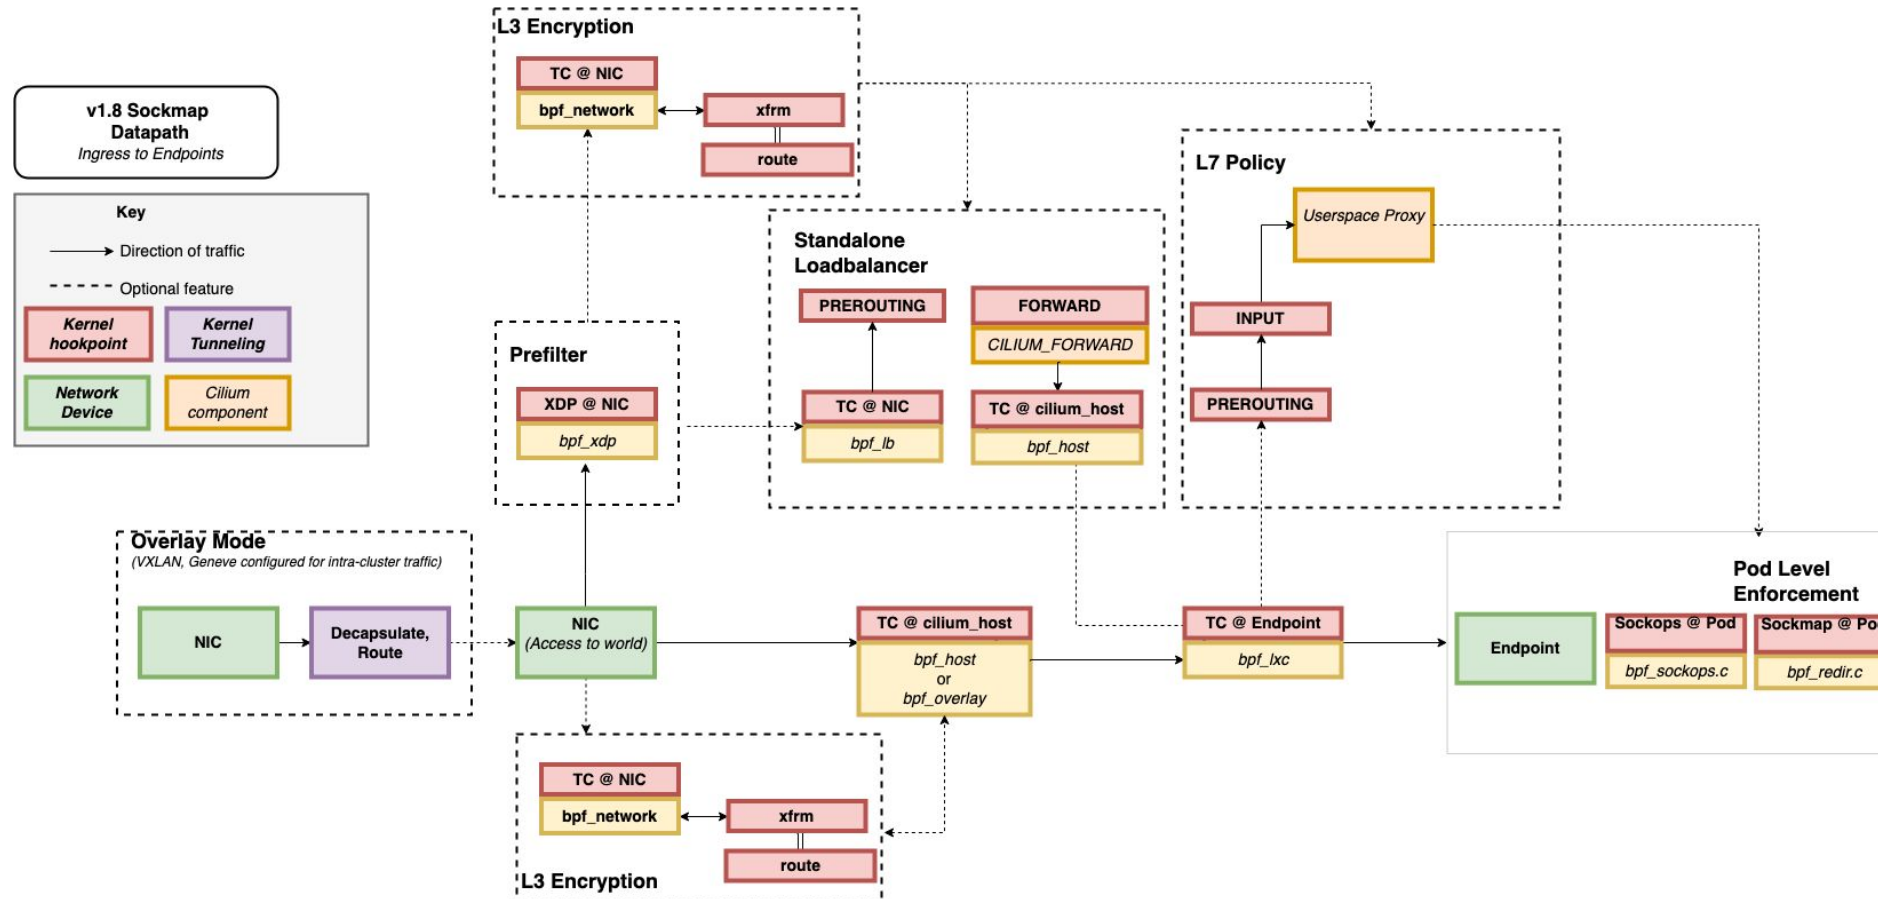 L3 Encryption
TC @ NIC
bpf_network
xfrm
route
v1.8 Sockmap
Datapath
Ingress to Endpoints
Key
Direction of traffic
Optional feature
Kernel
hookpoint
Kernel
Tunneling
Network
Device
Cilium
component
Prefilter
XDP @ NIC
bpf_xdp
Standalone
Loadbalancer
PREROUTING
FORWARD
CILIUM_FORWARD
TC @ NIC
bpf_lb
TC @ cilium_host
bpf_host
L7 Policy
Userspace Proxy
INPUT
PREROUTING
Overlay Mode
(VXLAN, Geneve configured for intra-cluster traffic)
NIC
Decapsulate,
Route
NIC
(Access to world)
TC @ cilium_host
bpf_host
or
bpf_overlay
TC @ Endpoint
bpf_lxc
Pod Level
Enforcement
Endpoint
Sockops @ Pod
bpf_sockops.c
Sockmap @ Po
bpf_redir.c
TC @ NIC
bpf_network
xfrm
route
L3 Encryption